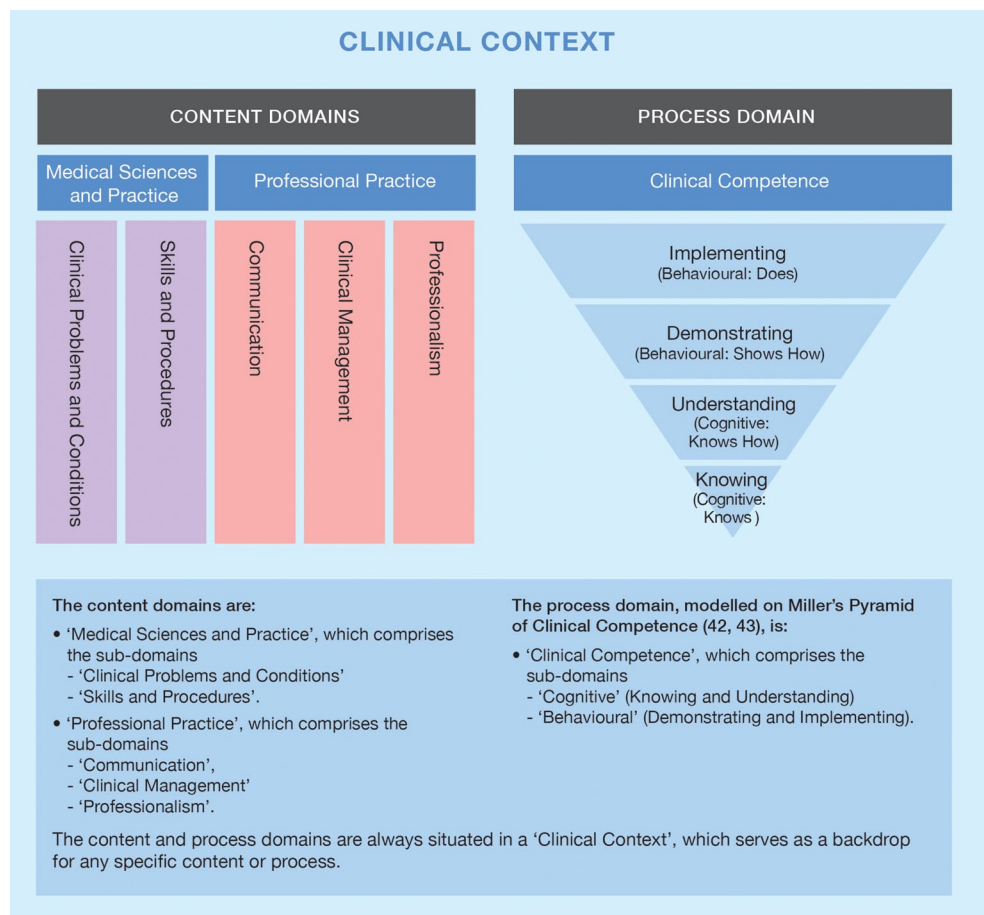 CLINICAL CONTEXT
CONTENT DOMAINS
Medical Sciences
and Practice
Professional Practice
Clinical Problems and Conditions
Skills and Procedures
Communication
Clinical Management
Professionalism
PROCESS DOMAIN
Clinical Competence
Implementing
(Behavioural: Does)
Demonstrating
(Behavioural: Shows How)
Understanding
(Cognitive:
Knows How)
Knowing
(Cognitive:
Knows )
The content domains are:
• ‘Medical Sciences and Practice’, which comprises
the sub-domains
- ‘Clinical Problems and Conditions’
- ‘Skills and Procedures’.
• ‘Professional Practice’, which comprises the
sub-domains
- ‘Communication’,
- ‘Clinical Management’
- ‘Professionalism’.
The process domain, modelled on Miller’s Pyramid
of Clinical Competence (42, 43), is:
• ‘Clinical Competence’, which comprises the
sub-domains
- ‘Cognitive’ (Knowing and Understanding)
- ‘Behavioural’ (Demonstrating and Implementing).
The content and process domains are always situated in a ‘Clinical Context’, which serves as a backdrop
for any specific content or process.